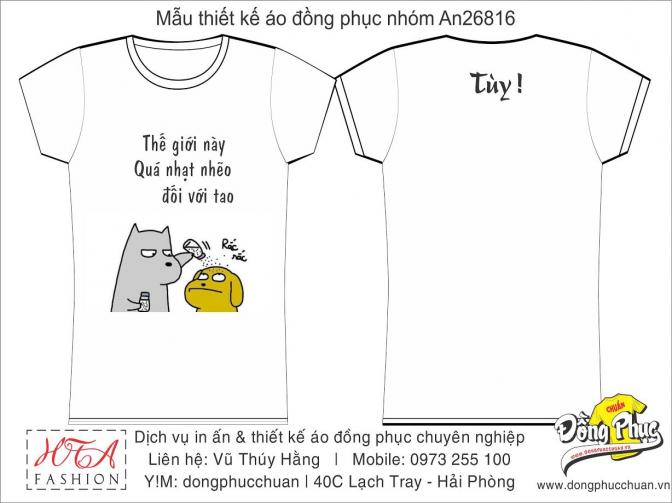 Mẫu thiết kế áo đồng phục nhóm An26816
Thế giới này
Quá nhạt nhẽo
đối với tao
Rắc
rắc
Tùy !
HTA
FASHION
Dịch vụ in ấn & thiết kế áo đồng phục chuyên nghiệp
Liên hệ: Vũ Thúy Hằng | Mobile: 0973 255 100
Y!M: dongphucchuan | 40C Lạch Tray - Hải Phòng
CHUẨN
Đồng Phục
www.dongphucchuan.vn
www.dongphucchuan.vn